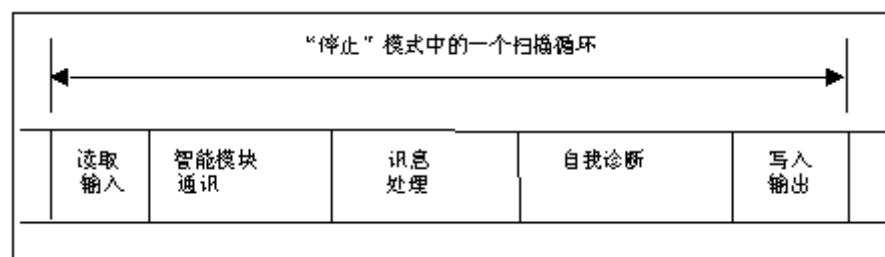 “停止”模式中的一个扫描循环
读取
输入
智能模块
通讯
讯息
处理
自我诊断
写入
输出